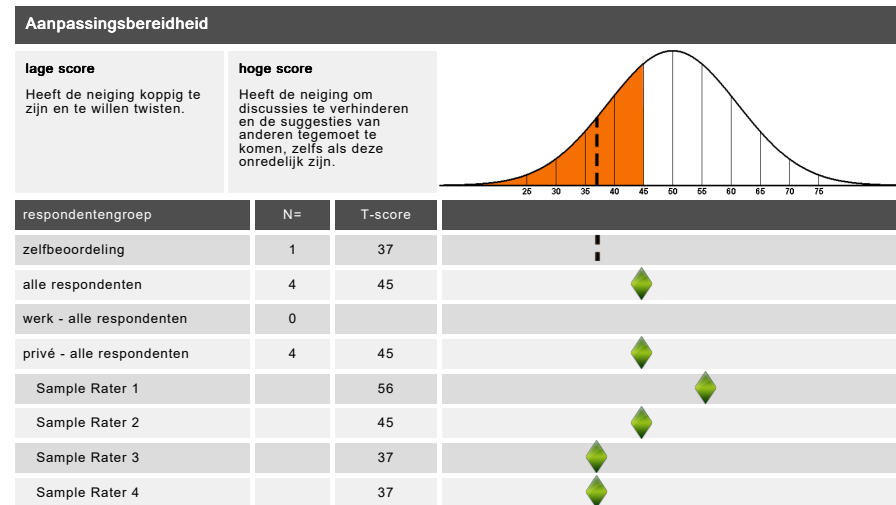 Aanpassingsbereidheid
lage score
Heeft de neiging koppig te
zijn en te willen twisten.
hoge score
Heeft de neiging om
discussies te verhinderen
en de suggesties van
anderen tegemoet te
komen, zelfs als deze
onredelijk zijn.
25 30 35 40 45 50 55 60 65 70 75
respondentengroep N= T-score
zelfbeoordeling 1 37
alle respondenten 4 45
werk - alle respondenten 0
privé - alle respondenten 4 45
Sample Rater 1 56
Sample Rater 2 45
Sample Rater 3 37
Sample Rater 4 37